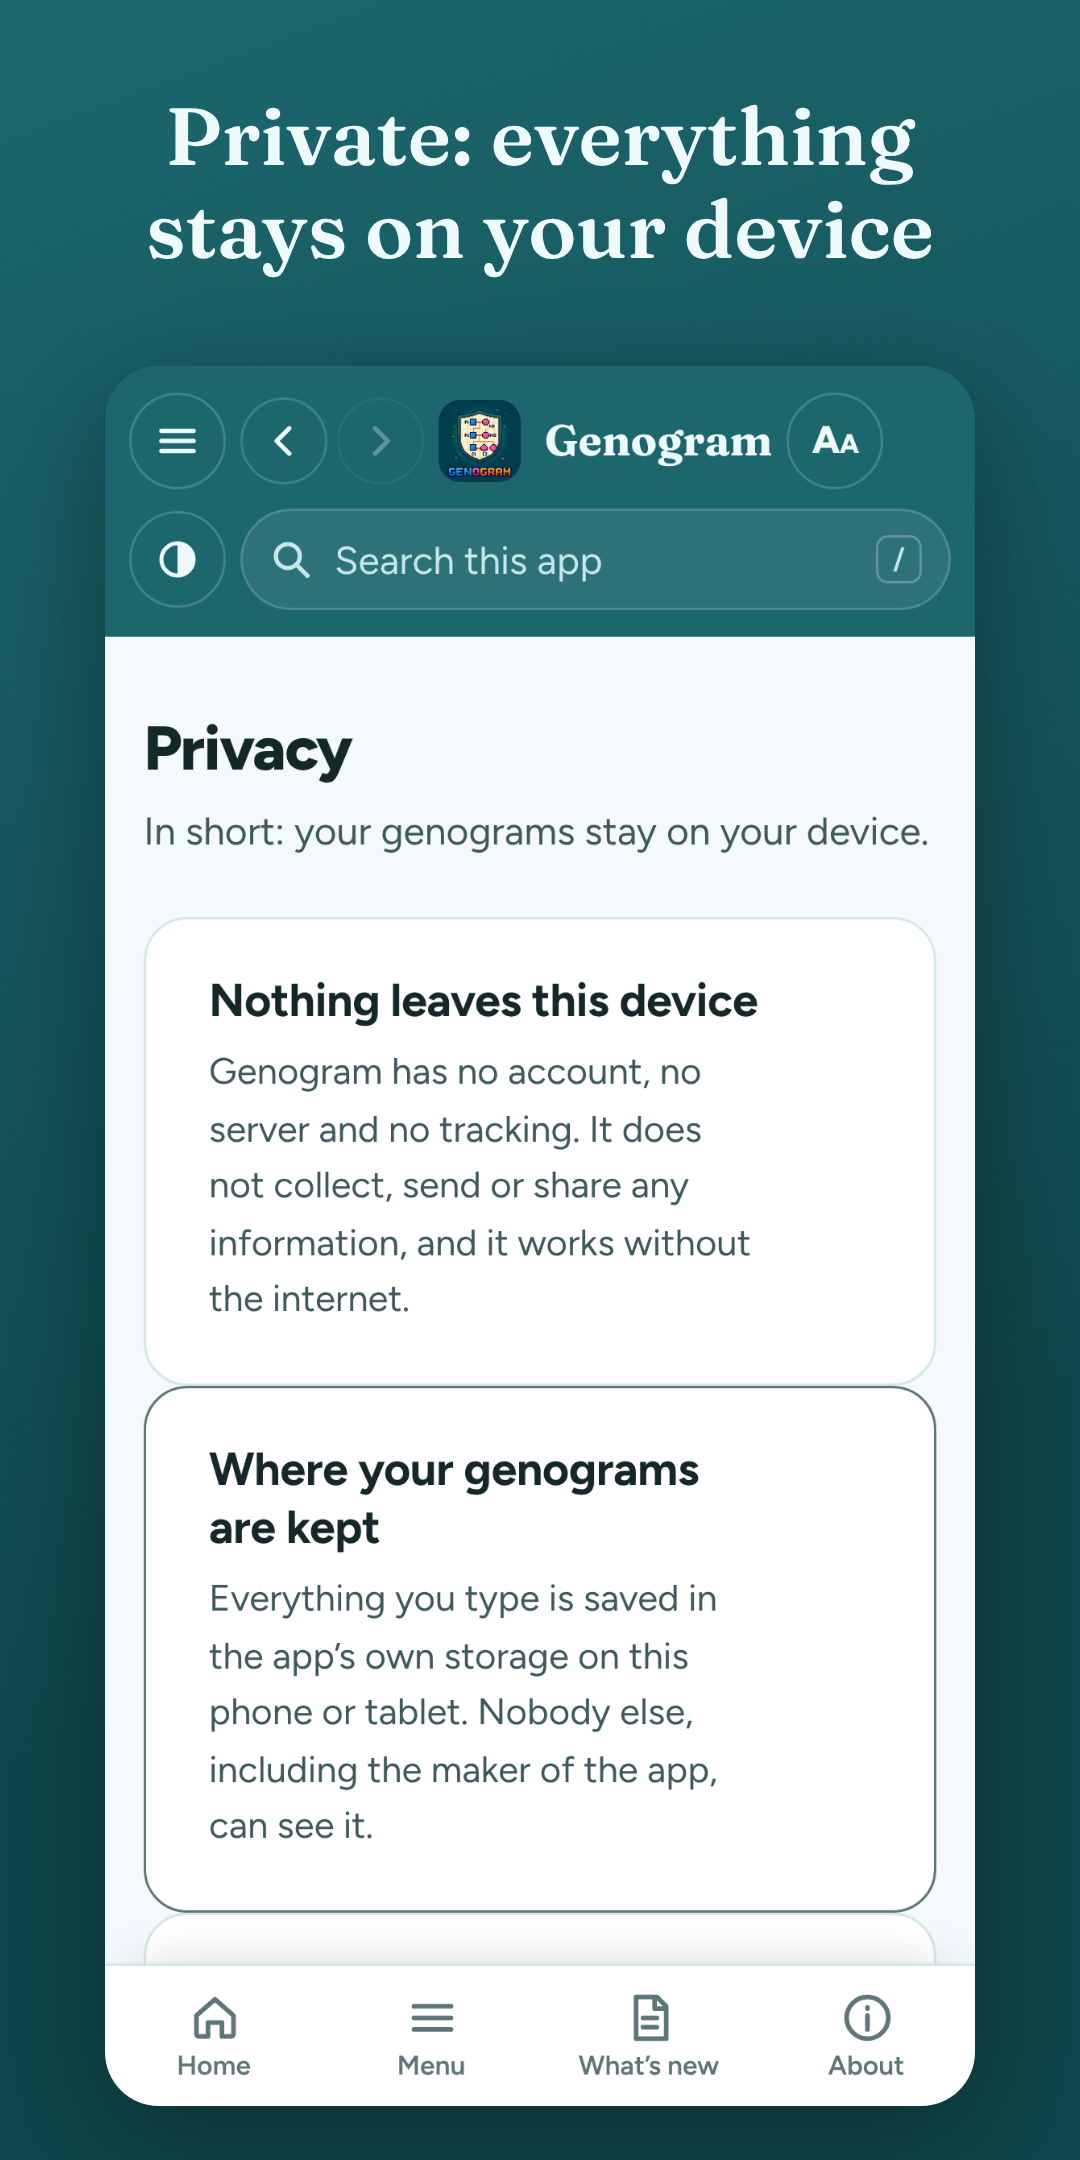 Private: everything
stays on your device
GENOGRAM
Genogram
AA
Search this app
/
Privacy
In short: your genograms stay on your device.
Nothing leaves this device
Genogram has no account, no
server and no tracking. It does
not collect, send or share any
information, and it works without
the internet.
Where your genograms
are kept
Everything you type is saved in
the app’s own storage on this
phone or tablet. Nobody else,
including the maker of the app,
can see it.
Home
Menu
What’s new
About